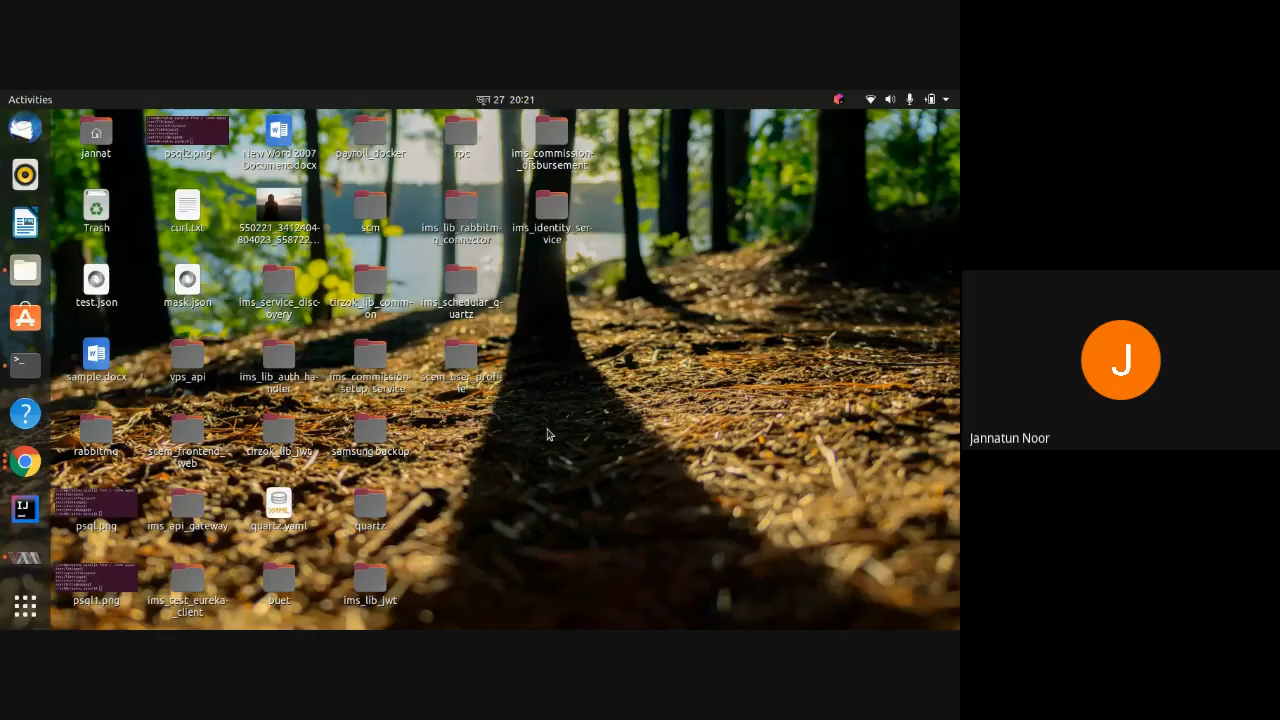 Activities
জুন 27 20:21
jannat
psql2.png
New Word 2007
Document.docx
payroll_docker
rpc
ims_commission-
_disbursement
Trash
curl.txt
550221_3412404-
804023_558722...
scm
ims_lib_rabbitm-
q_connector
ims_identity_ser-
vice
test.json
mask.json
ims_service_disc-
overy
tirzok_lib_comm-
on
ims_schedular_q-
uartz
sample.docx
vps_api
ims_lib_auth_ha-
ndler
ims_commission-
_setup_service
scem_user_profi-
le
rabbitmq
scem_frontend_-
web
tirzok_lib_jwt
samsung backup
psql.png
ims_api_gateway
quartz.yaml
quartz
psql1.png
ims_test_eureka-
_client
buet
ims_lib_jwt
J
Jannatun Noor